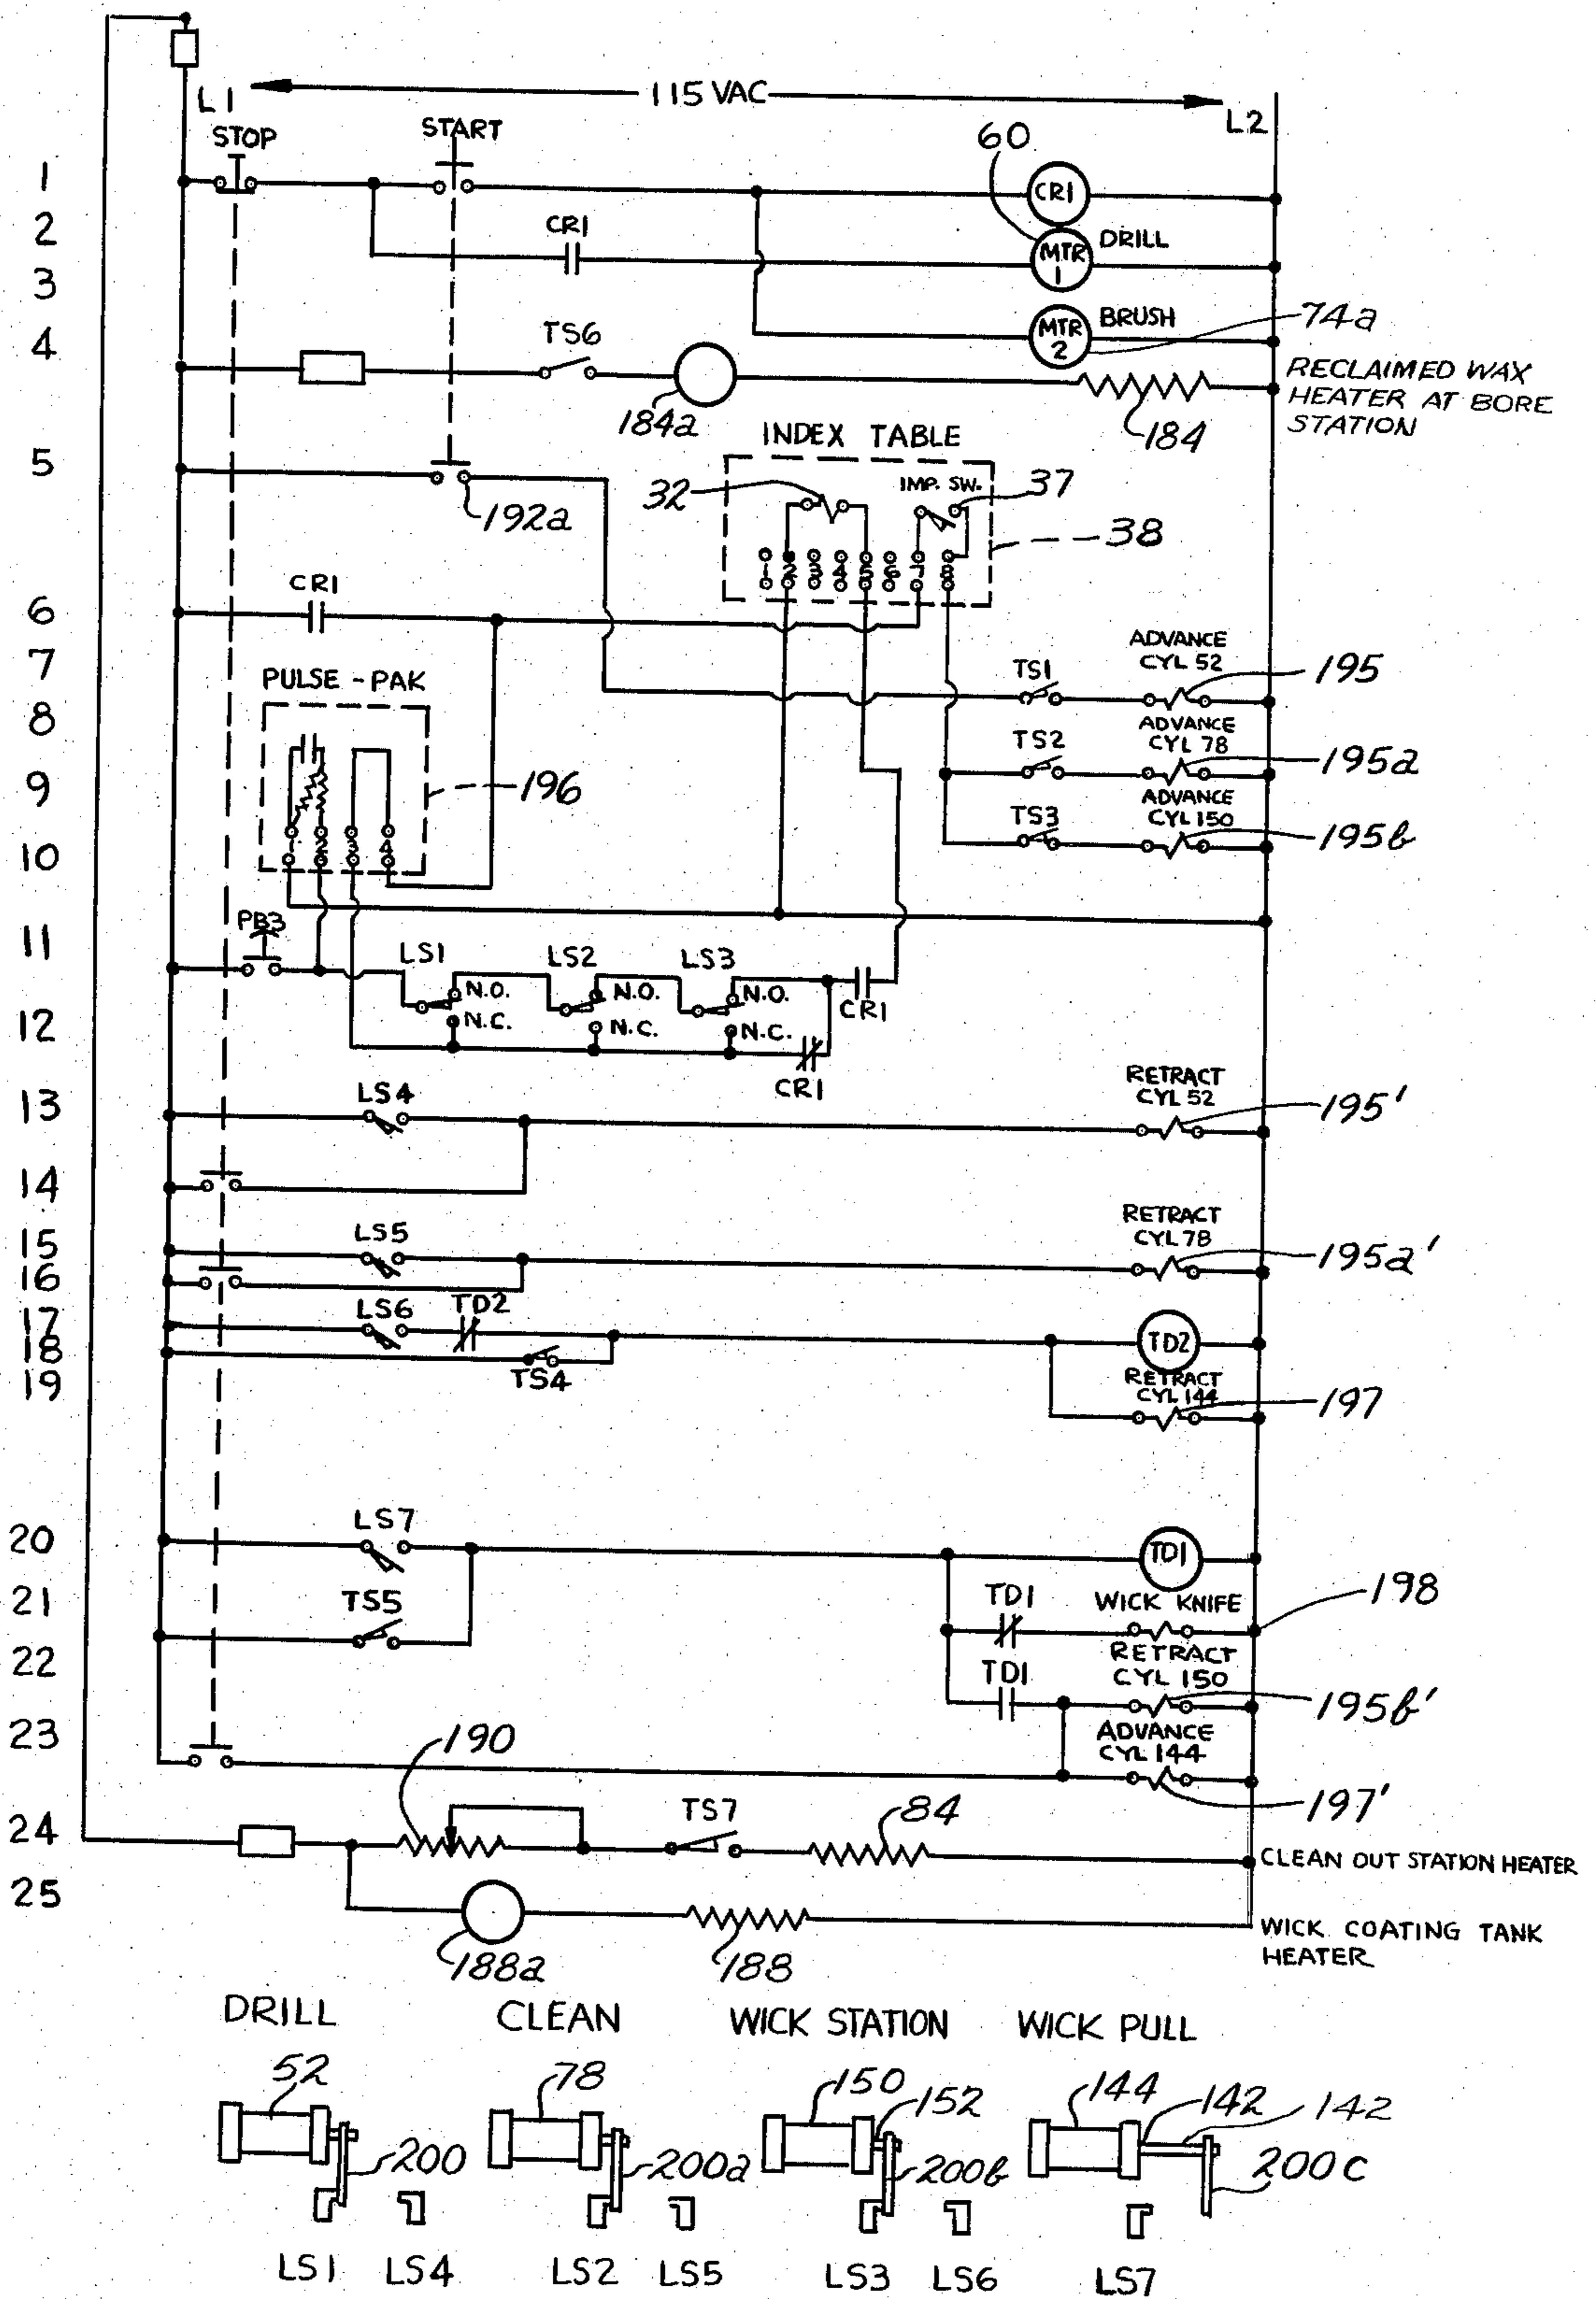 L1
115 VAC
L2
STOP
START
60
1
CR1
2
CR1
MTR 1
DRILL
3
4
TS6
MTR 2
BRUSH
74a
RECLAIMED WAX
HEATER AT BORE
STATION
184a
184
5
INDEX TABLE
192a
32
IMP. SW.
37
38
1 2 3 4 5 6 7 8
6
CR1
7
PULSE - PAK
TS1
ADVANCE
CYL 52
195
8
TS2
ADVANCE
CYL 78
195a
9
196
TS3
ADVANCE
CYL 150
195b
10
1 2 3 4
11
PB3
LS1
LS2
LS3
N.O.
N.O.
N.O.
CR1
12
N.C.
N.C.
N.C.
CR1
13
LS4
RETRACT
CYL 52
195'
14
15
LS5
RETRACT
CYL 78
195a'
16
17
LS6
TD2
TD2
18
TS4
19
RETRACT
CYL 144
197
20
LS7
TD1
21
TS5
TD1
WICK KNIFE
198
22
TD1
RETRACT
CYL 150
195b'
23
190
ADVANCE
CYL 144
197'
24
TS7
84
CLEAN OUT STATION HEATER
25
188a
188
WICK COATING TANK
HEATER
DRILL
CLEAN
WICK STATION
WICK PULL
52
78
150
152
144
142
142
200
200a
200b
200c
LS1
LS4
LS2
LS5
LS3
LS6
LS7